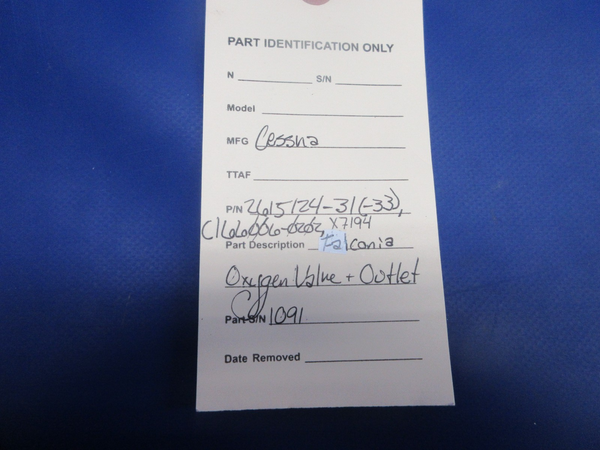 PART IDENTIFICATION ONLY
N S/N
Model
MFG Cessna
TTAF
P/N 2615124-31(-33),
C166006-0202, X7194
Part Description Falconia
Oxygen Valve + Outlet
Part S/N 1091
Date Removed